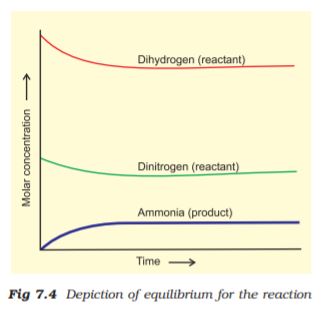 Dihydrogen (reactant)
Molar concentration
Dinitrogen (reactant)
Ammonia (product)
Time
Fig 7.4 Depiction of equilibrium for the reaction